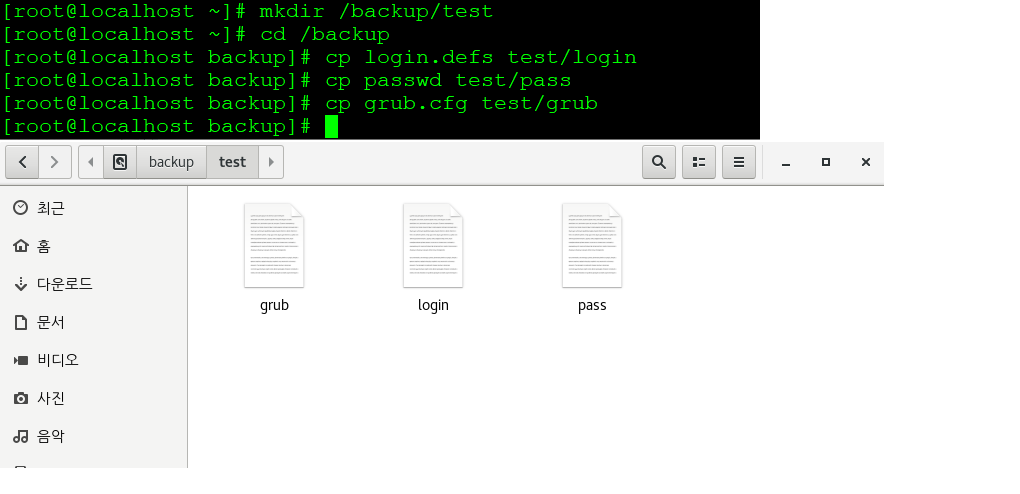 [root@localhost ~]# mkdir /backup/test
[root@localhost ~]# cd /backup
[root@localhost backup]# cp login.defs test/login
[root@localhost backup]# cp passwd test/pass
[root@localhost backup]# cp grub.cfg test/grub
[root@localhost backup]#
backup test
최근
홈
다운로드
문서
비디오
사진
음악
grub login pass